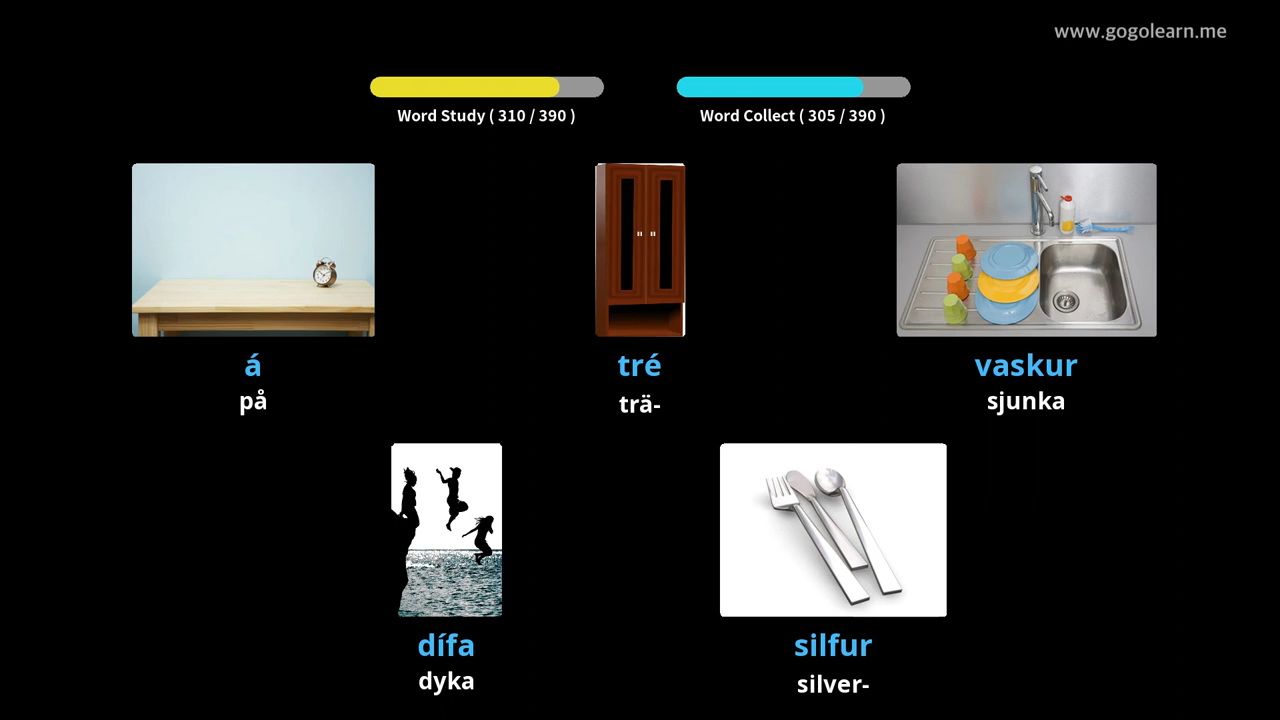 www.gogolearn.me
Word Study ( 310 / 390 )
Word Collect ( 305 / 390 )
á
på
tré
trä-
vaskur
sjunka
dífa
dyka
silfur
silver-